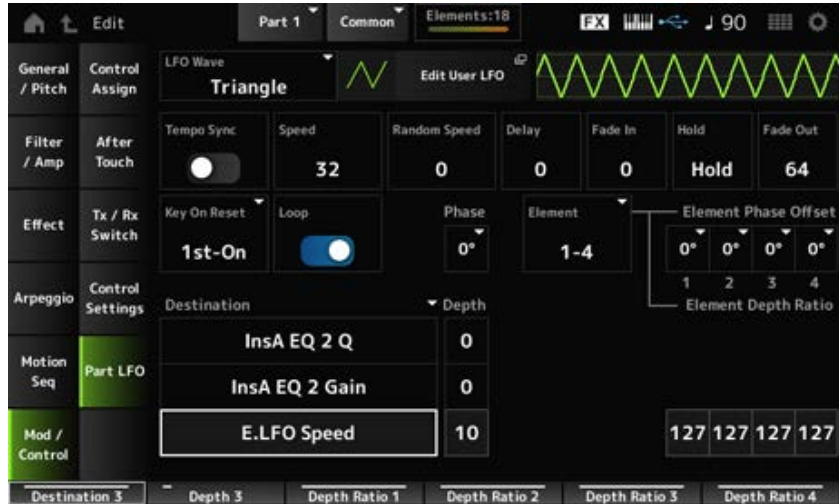 Edit
Part 1
Common
Elements:18
FX
♩ 90
General
/ Pitch
Control
Assign
LFO Wave
Triangle
Edit User LFO
Filter
/ Amp
After
Touch
Tempo Sync
Speed
32
Random Speed
0
Delay
0
Fade In
0
Hold
Hold
Fade Out
64
Effect
Tx / Rx
Switch
Key On Reset
1st-On
Loop
Phase
0°
Element
1-4
Element Phase Offset
0° 0° 0° 0°
1 2 3 4
Element Depth Ratio
Arpeggio
Control
Settings
Destination
Depth
InsA EQ 2 Q
0
Motion
Seq
Part LFO
InsA EQ 2 Gain
0
Mod /
Control
E.LFO Speed
10
127 127 127 127
Destination 3
Depth 3
Depth Ratio 1
Depth Ratio 2
Depth Ratio 3
Depth Ratio 4